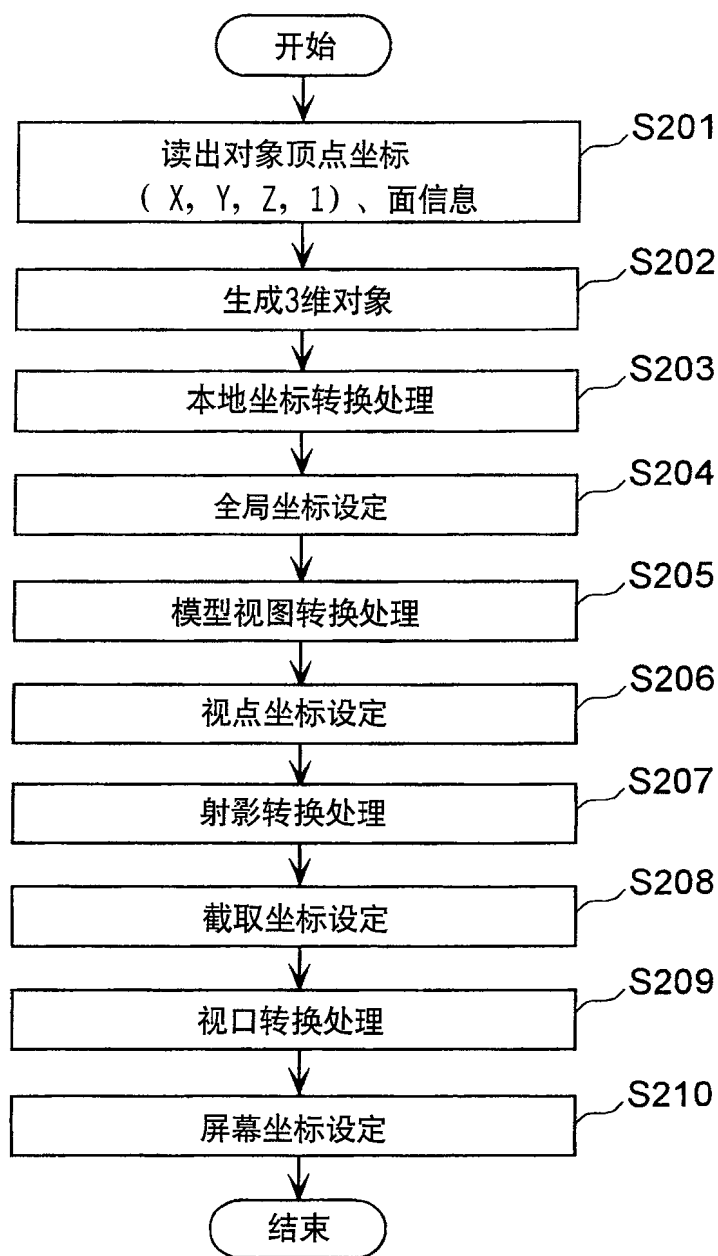 开始
S201
读出对象顶点坐标
( X, Y, Z, 1)、面信息
S202
生成3维对象
S203
本地坐标转换处理
S204
全局坐标设定
S205
模型视图转换处理
S206
视点坐标设定
S207
射影转换处理
S208
截取坐标设定
S209
视口转换处理
S210
屏幕坐标设定
结束